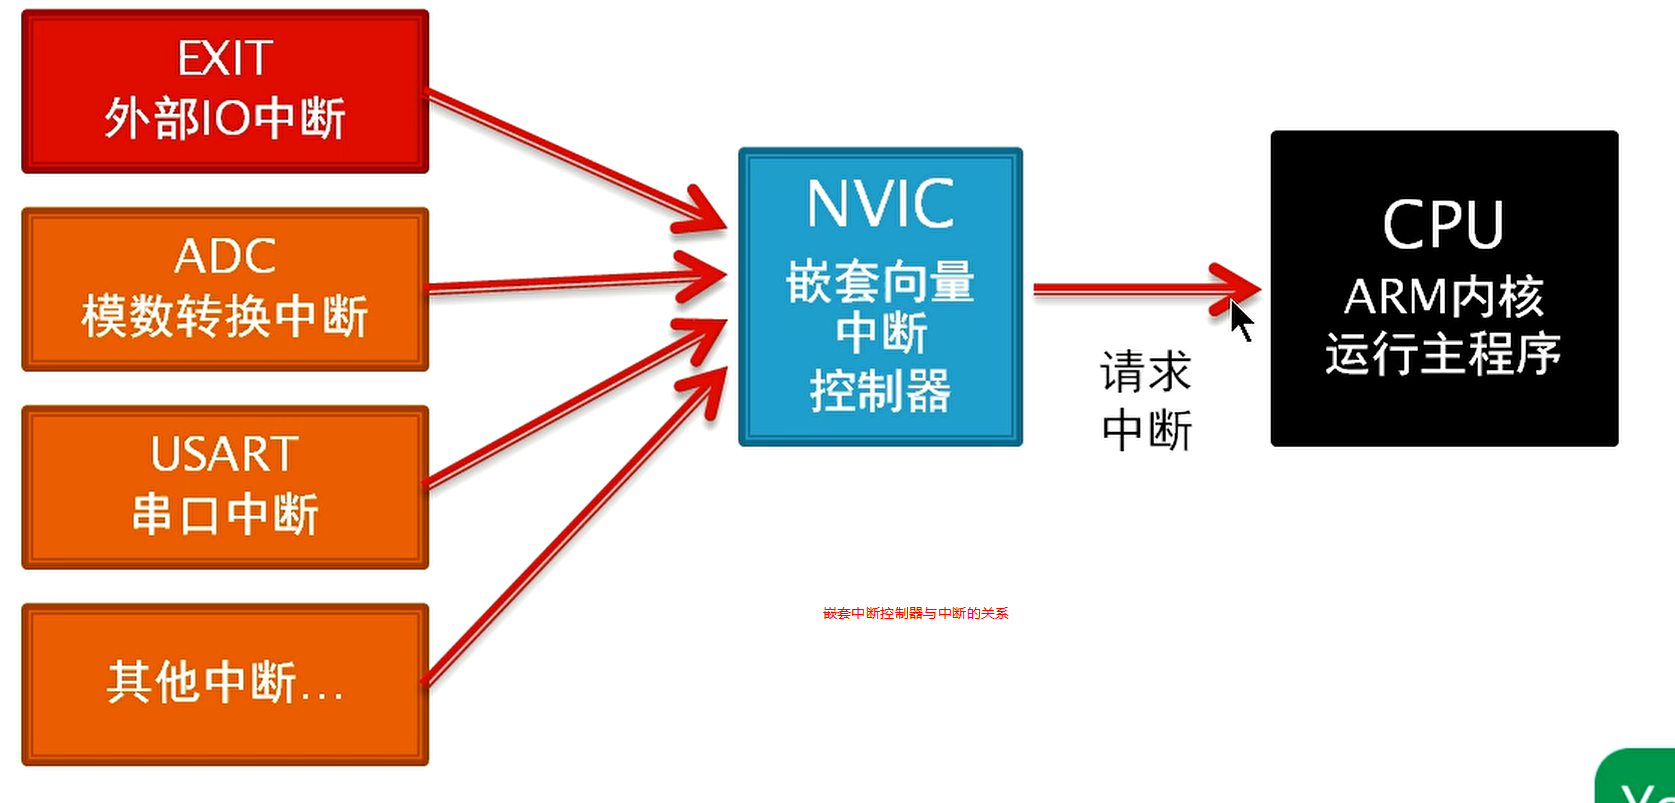 EXIT
外部IO中断
ADC
模数转换中断
USART
串口中断
其他中断...
NVIC
嵌套向量
中断
控制器
请求
中断
CPU
ARM内核
运行主程序
嵌套中断控制器与中断的关系